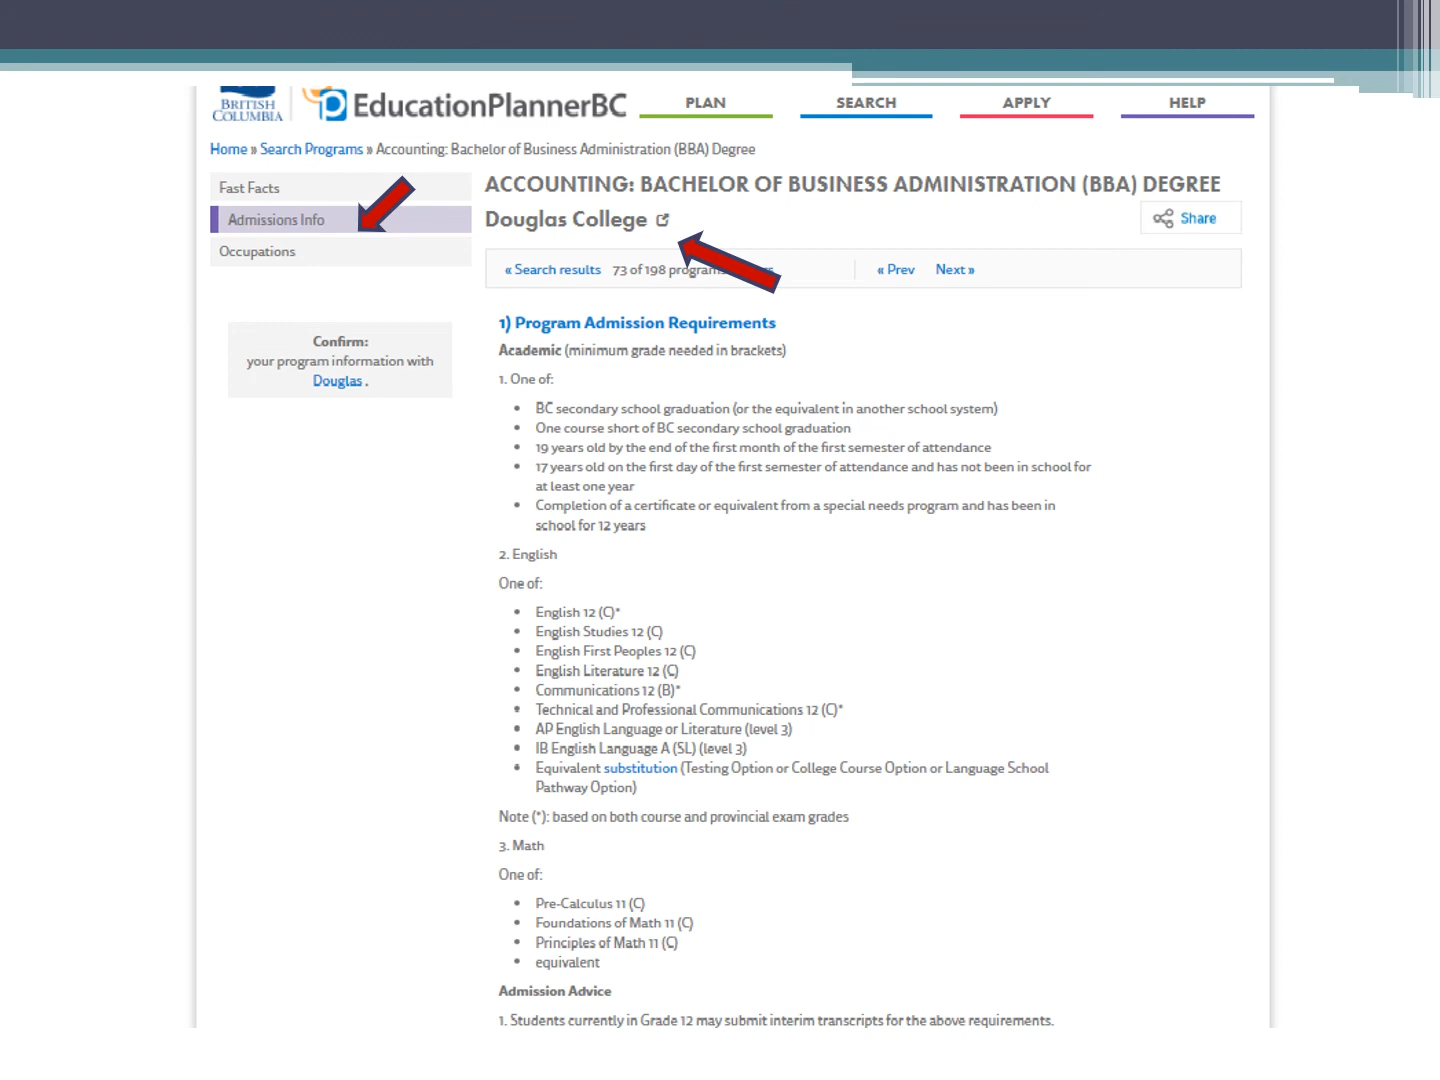 BRITISH
COLUMBIA
EducationPlannerBC
PLAN
SEARCH
APPLY
HELP
Home » Search Programs » Accounting: Bachelor of Business Administration (BBA) Degree
Fast Facts
Admissions Info
Occupations
Confirm:
your program information with
Douglas .
ACCOUNTING: BACHELOR OF BUSINESS ADMINISTRATION (BBA) DEGREE
Douglas College
Share
« Search results 73 of 198 programs
« Prev Next »
1) Program Admission Requirements
Academic (minimum grade needed in brackets)
1. One of:
• BC secondary school graduation (or the equivalent in another school system)
• One course short of BC secondary school graduation
• 19 years old by the end of the first month of the first semester of attendance
• 17 years old on the first day of the first semester of attendance and has not been in school for
at least one year
• Completion of a certificate or equivalent from a special needs program and has been in
school for 12 years
2. English
One of:
• English 12 (C)*
• English Studies 12 (C)
• English First Peoples 12 (C)
• English Literature 12 (C)
• Communications 12 (B)*
• Technical and Professional Communications 12 (C)*
• AP English Language or Literature (level 3)
• IB English Language A (SL) (level 3)
• Equivalent substitution (Testing Option or College Course Option or Language School
Pathway Option)
Note (*): based on both course and provincial exam grades
3. Math
One of:
• Pre-Calculus 11 (C)
• Foundations of Math 11 (C)
• Principles of Math 11 (C)
• equivalent
Admission Advice
1. Students currently in Grade 12 may submit interim transcripts for the above requirements.